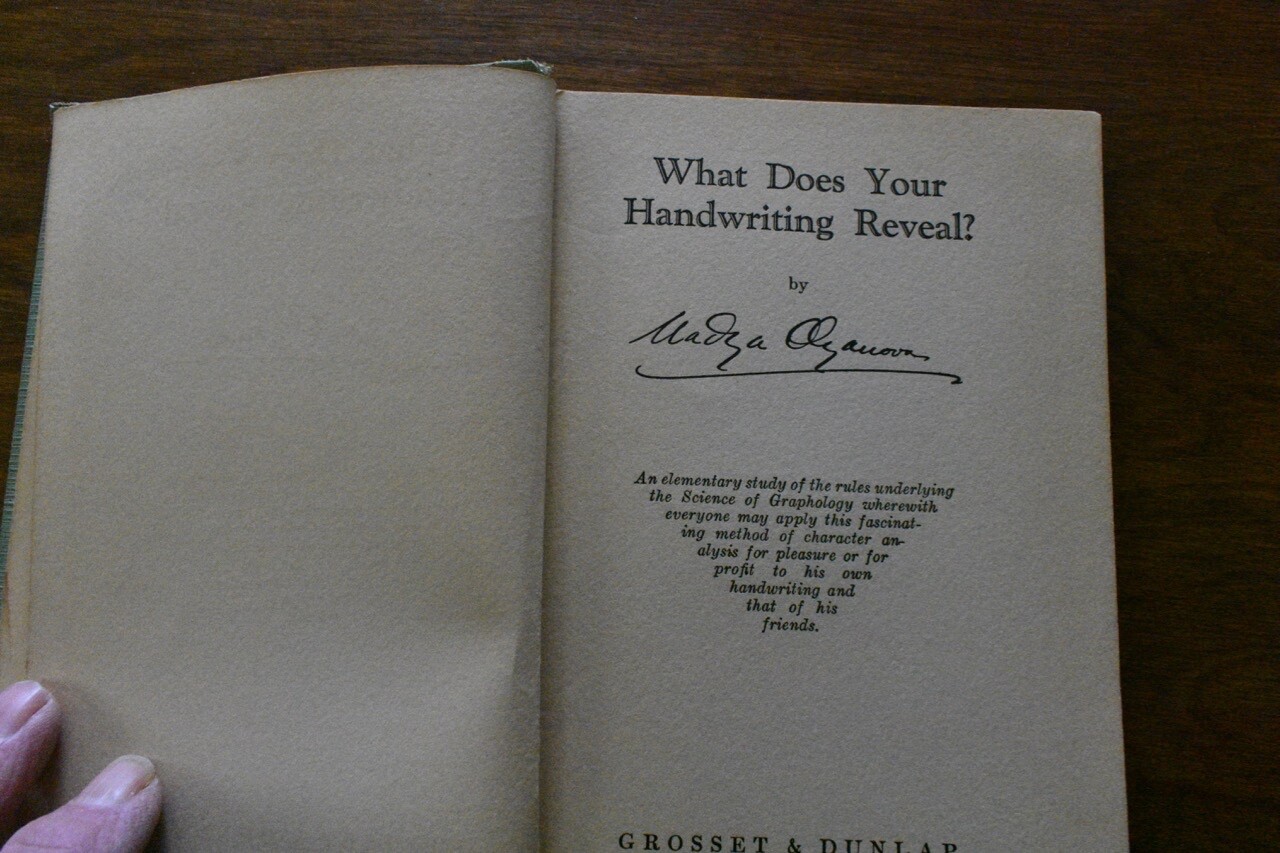 What Does Your
Handwriting Reveal?
by
Nadya Olyanova
An elementary study of the rules underlying
the Science of Graphology wherewith
everyone may apply this fascinat-
ing method of character an-
alysis for pleasure or for
profit to his own
handwriting and
that of his
friends.
GROSSET & DUNLAP